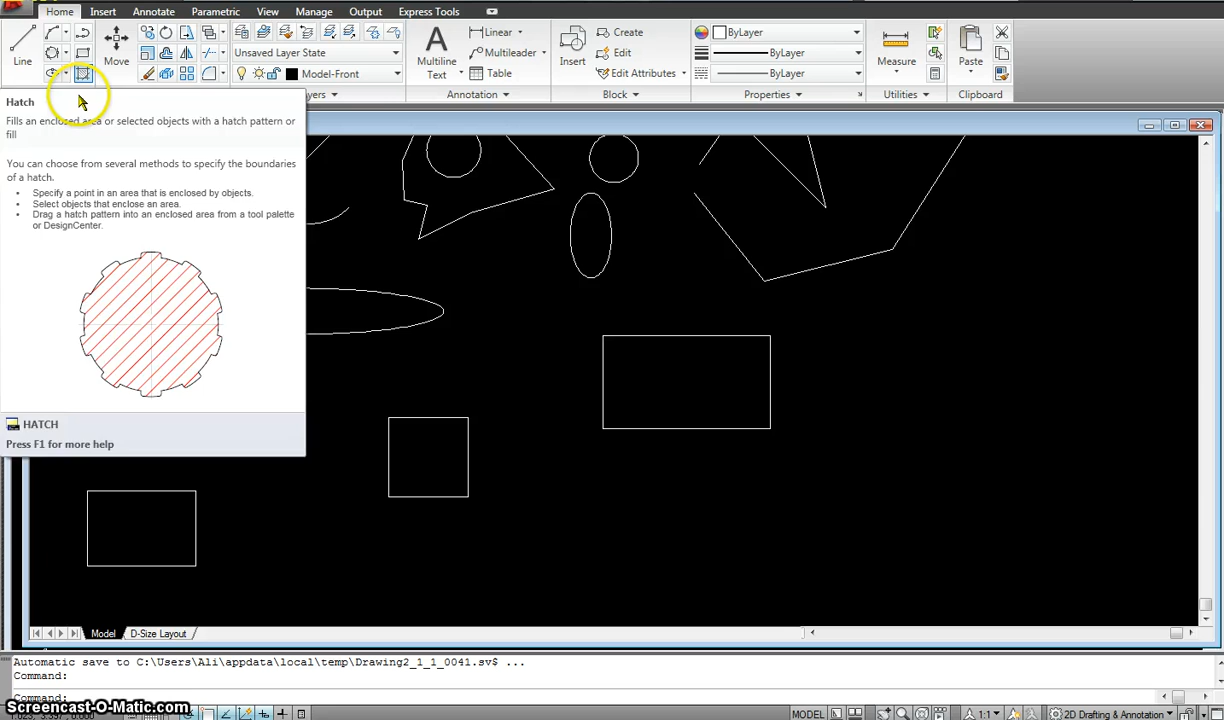 Home Insert Annotate Parametric View Manage Output Express Tools
Line
Move
Unsaved Layer State
Model-Front
Multiline
Text
Linear
Multileader
Table
Insert
Create
Edit
Edit Attributes
ByLayer
ByLayer
ByLayer
Measure
Paste
yers
Annotation
Block
Properties
Utilities
Clipboard
Hatch
Fills an enclosed area or selected objects with a hatch pattern or
fill
You can choose from several methods to specify the boundaries
of a hatch.
• Specify a point in an area that is enclosed by objects.
• Select objects that enclose an area.
• Drag a hatch pattern into an enclosed area from a tool palette
or DesignCenter.
HATCH
Press F1 for more help
Model D-Size Layout
Automatic save to C:\Users\Ali\appdata\local\temp\Drawing2_1_1_0041.sv$ ...
Command:
Command:
Screencast-O-Matic.com
MODEL
1:1
2D Drafting & Annotation